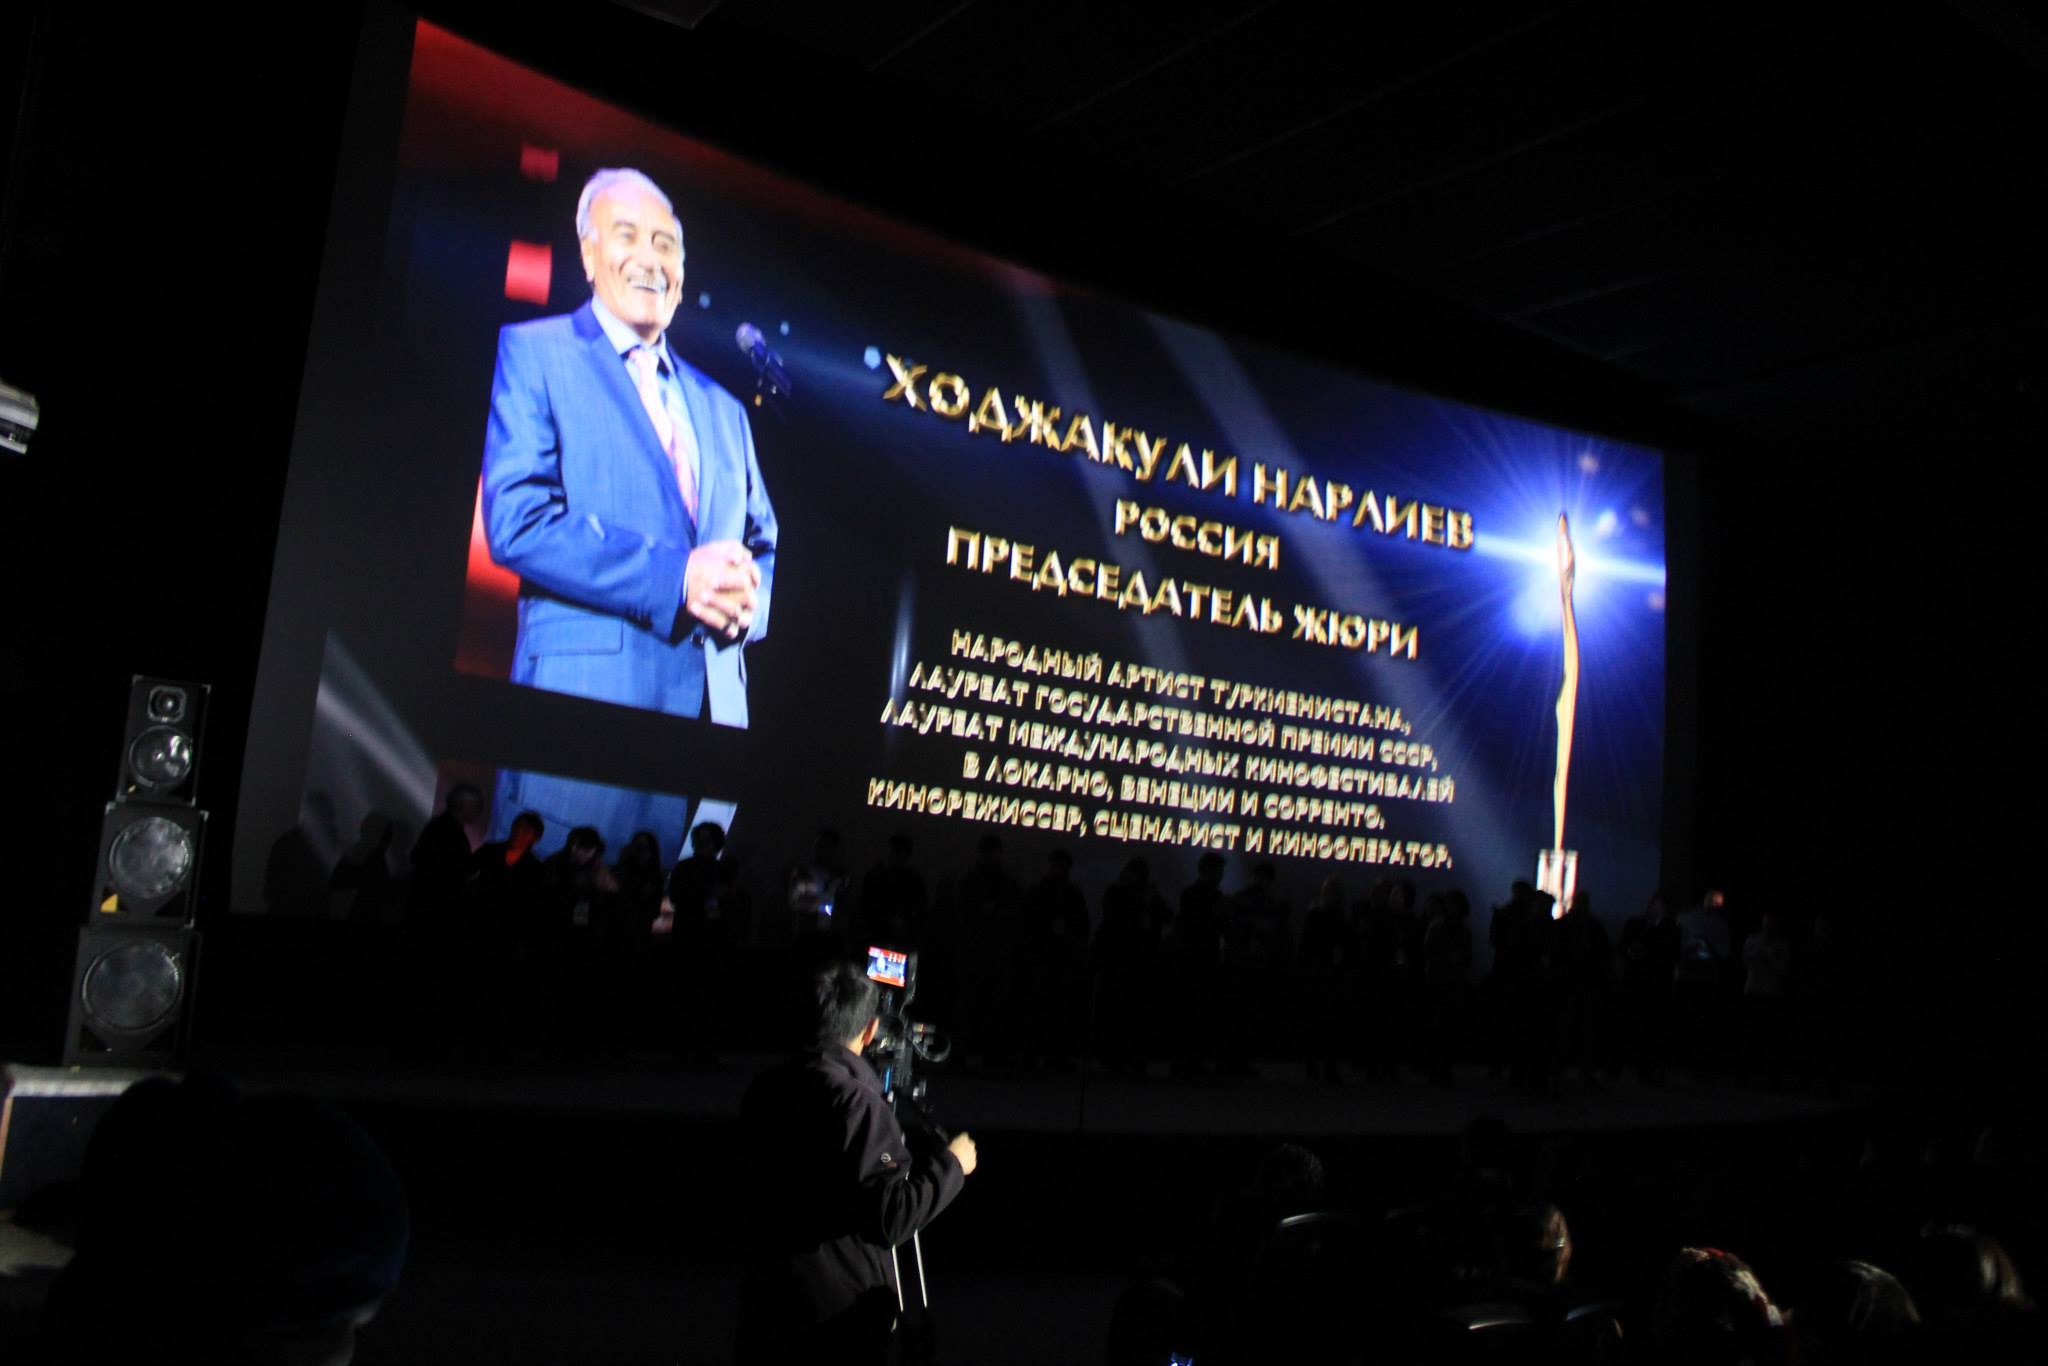 ХОДЖАКУЛИ НАРЛИЕВ
РОССИЯ
ПРЕДСЕДАТЕЛЬ ЖЮРИ
НАРОДНЫЙ АРТИСТ ТУРКМЕНИСТАНА,
ЛАУРЕАТ ГОСУДАРСТВЕННОЙ ПРЕМИИ СССР,
ЛАУРЕАТ МЕЖДУНАРОДНЫХ КИНОФЕСТИВАЛЕЙ
В ЛОКАРНО, ВЕНЕЦИИ И СОРРЕНТО.
КИНОРЕЖИССЕР, СЦЕНАРИСТ И КИНООПЕРАТОР.